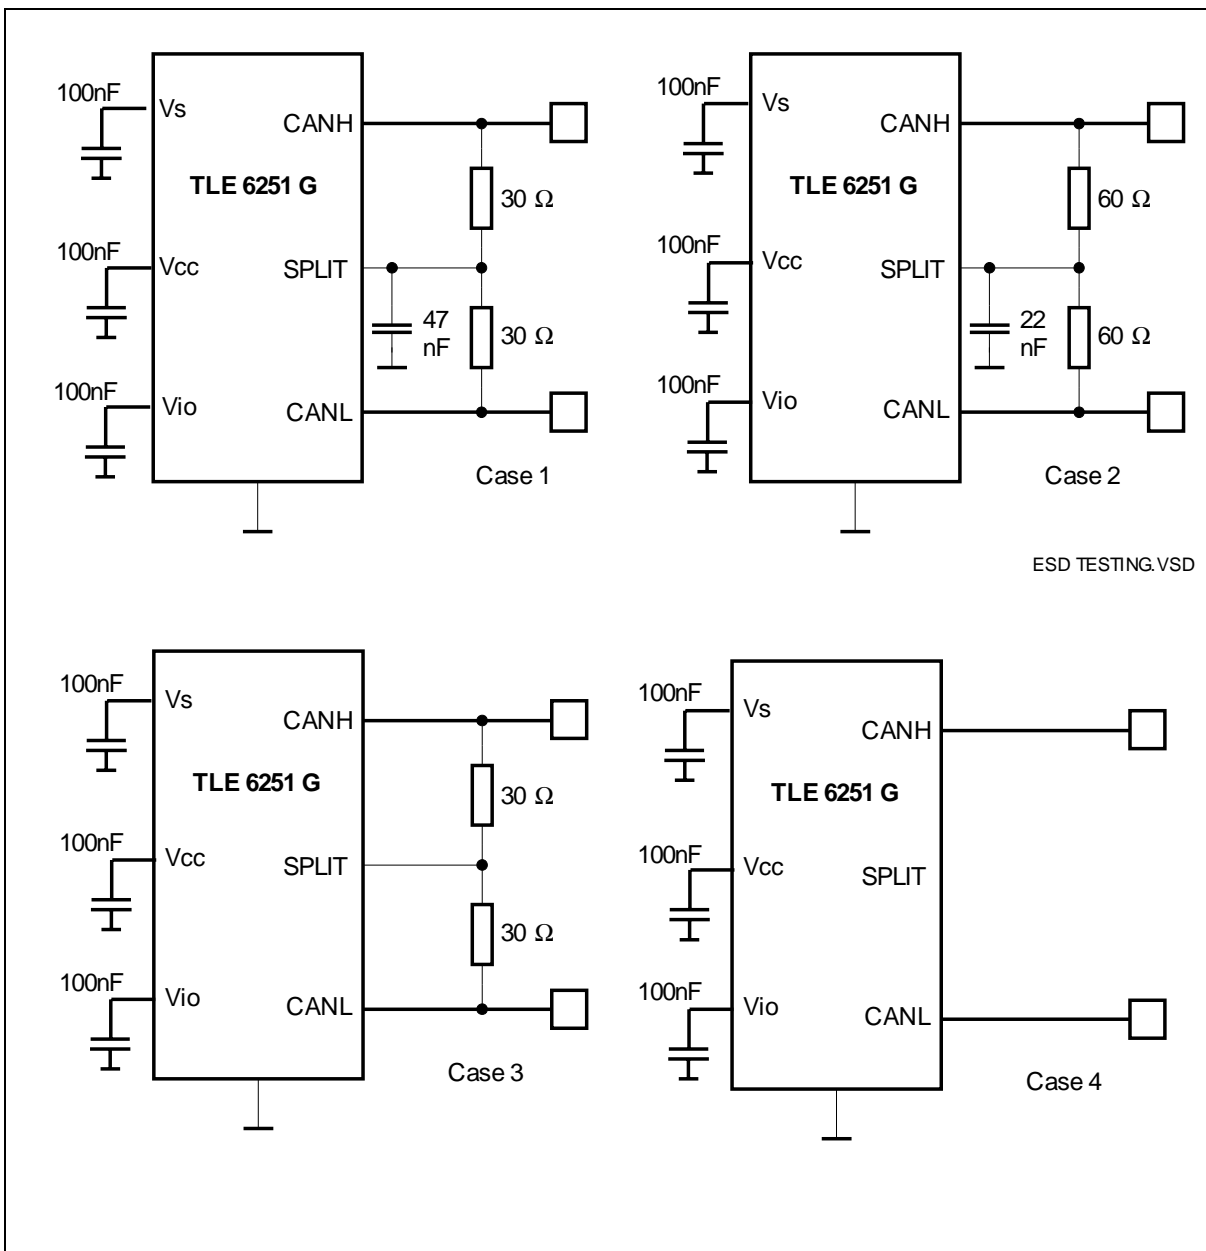 100nF
Vs
CANH
TLE 6251 G
30 Ω
100nF
Vcc
SPLIT
47
nF
30 Ω
100nF
Vio
CANL
Case 1
100nF
Vs
CANH
TLE 6251 G
60 Ω
100nF
Vcc
SPLIT
22
nF
60 Ω
100nF
Vio
CANL
Case 2
ESD TESTING.VSD
100nF
Vs
CANH
TLE 6251 G
30 Ω
100nF
Vcc
SPLIT
30 Ω
100nF
Vio
CANL
Case 3
100nF
Vs
CANH
TLE 6251 G
100nF
Vcc
SPLIT
100nF
Vio
CANL
Case 4